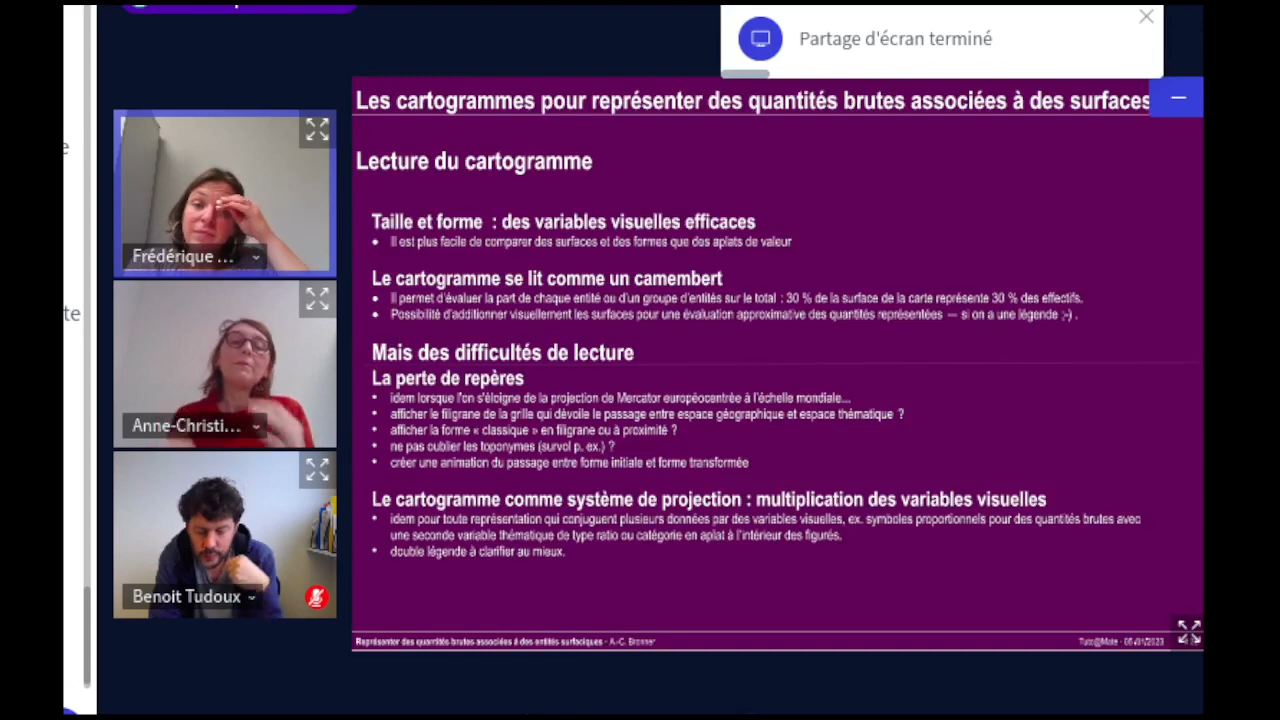 Partage d'écran terminé
Les cartogrammes pour représenter des quantités brutes associées à des surfaces
Lecture du cartogramme
Taille et forme : des variables visuelles efficaces
• Il est plus facile de comparer des surfaces et des formes que des aplats de valeur
Le cartogramme se lit comme un camembert
• Il permet d'évaluer la part de chaque entité ou d'un groupe d'entités sur le total : 30 % de la surface de la carte représente 30 % des effectifs.
• Possibilité d'additionner visuellement les surfaces pour une évaluation approximative des quantités représentées — si on a une légende ;-) .
Mais des difficultés de lecture
La perte de repères
• idem lorsque l'on s'éloigne de la projection de Mercator européocentrée à l'échelle mondiale...
• afficher le filigrane de la grille qui dévoile le passage entre espace géographique et espace thématique ?
• afficher la forme « classique » en filigrane ou à proximité ?
• ne pas oublier les toponymes (survol p. ex.) ?
• créer une animation du passage entre forme initiale et forme transformée
Le cartogramme comme système de projection : multiplication des variables visuelles
• idem pour toute représentation qui conjuguent plusieurs données par des variables visuelles, ex. symboles proportionnels pour des quantités brutes avec
une seconde variable thématique de type ratio ou catégorie en aplat à l'intérieur des figurés.
• double légende à clarifier au mieux.
Représenter des quantités brutes associées à des entités surfaciques - A.-C. Bronner
Tuto@Mate - 05/01/2023
Frédérique ...
Anne-Christi...
Benoit Tudoux
e
te